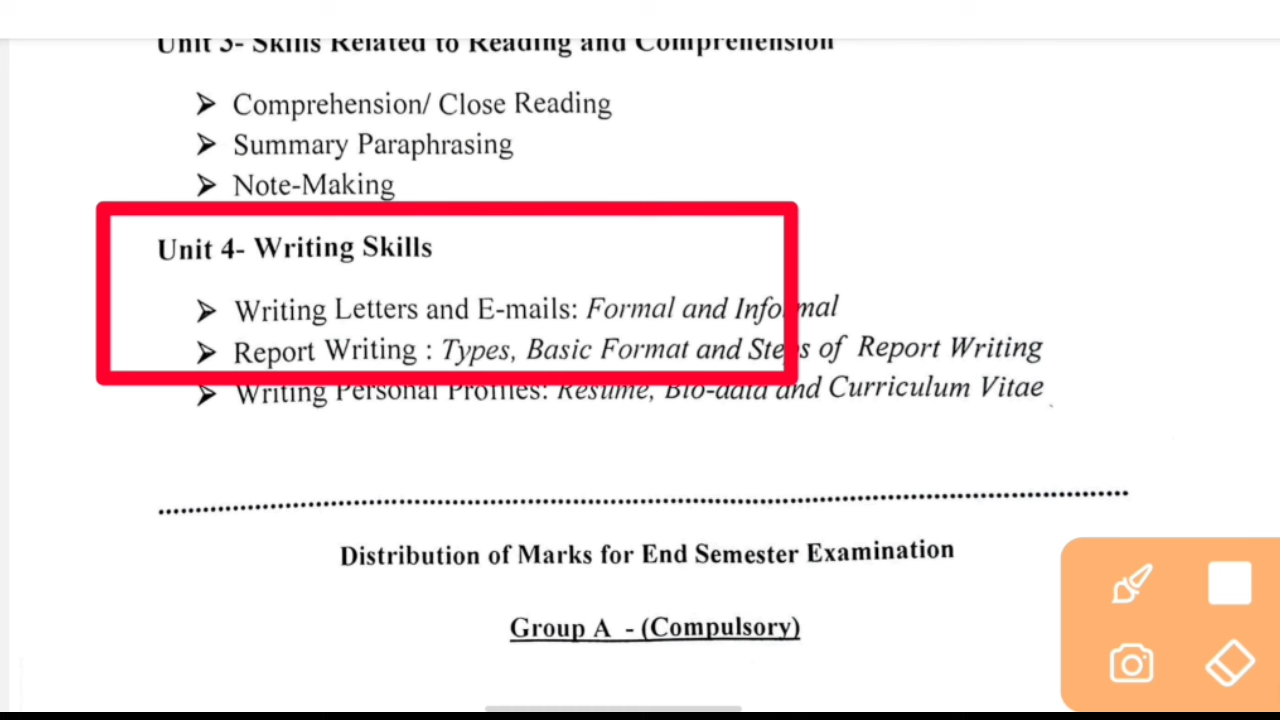 Unit 3- Skills Related to Reading and Comprehension
➤ Comprehension/ Close Reading
➤ Summary Paraphrasing
➤ Note-Making
Unit 4- Writing Skills
➤ Writing Letters and E-mails: Formal and Informal
➤ Report Writing : Types, Basic Format and Steps of Report Writing
➤ Writing Personal Profiles: Resume, Bio-data and Curriculum Vitae
Distribution of Marks for End Semester Examination
Group A - (Compulsory)